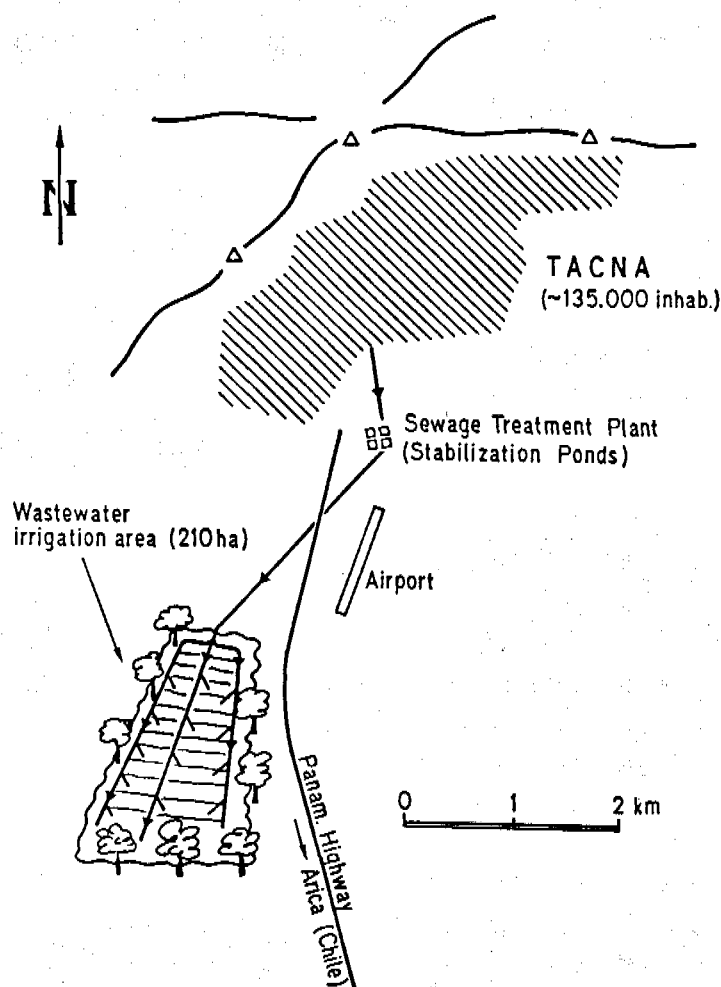 N
TACNA
(~135.000 inhab.)
Sewage Treatment Plant
(Stabilization Ponds)
Wastewater
irrigation area (210ha)
Airport
0 1 2 km
Panam. Highway
Arica (Chile)